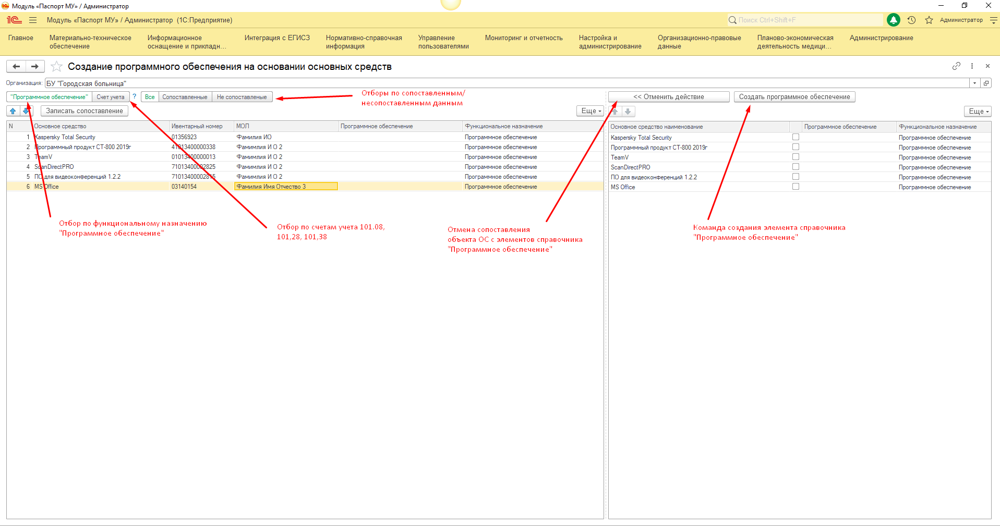 Модуль «Паспорт МУ» / Администратор
Модуль «Паспорт МУ» / Администратор (1С:Предприятие)
Поиск Ctrl+Shift+F
Администратор
Главное
Материально-техническое
обеспечение
Информационное
оснащение и прикладн...
Интеграция с ЕГИСЗ
Нормативно-справочная
информация
Управление
пользователями
Мониторинг и отчетность
Настройка и
администрирование
Организационно-правовые
данные
Планово-экономическая
деятельность медици...
Администрирование
Создание программного обеспечения на основании основных средств
Организация: БУ "Городская больница"
"Программное обеспечение" Счет учета ? Все Сопоставленные Не сопоставленые
Отборы по сопоставленным/
несопоставленным данным
<< Отменить действие Создать программное обеспечение
Записать сопоставление Еще Еще
N Основное средство Ивентарный номер МОЛ Программное обеспечение Функциональное назначение
1 Kaspersky Total Security 01356923 Фамилия ИО Программное обеспечение
2 Программный продукт СТ-800 2019г 41013400000338 Фамимлия И О 2 Программное обеспечение
3 TeamV 01013400000013 Фамимлия И О 2 Программное обеспечение
4 ScanDirectPRO 71013400002825 Фамимлия И О 2 Программное обеспечение
5 ПО для видеоконференций 1.2.2 71013400002815 Фамимлия И О 2 Программное обеспечение
6 MS Office 03140154 Фамилия Имя Отчество 3 Программное обеспечение
Основное средство наименование Программное обеспечение Функциональное назначение
Kaspersky Total Security Программное обеспечение
Программный продукт СТ-800 2019г Программное обеспечение
TeamV Программное обеспечение
ScanDirectPRO Программное обеспечение
ПО для видеоконференций 1.2.2 Программное обеспечение
MS Office Программное обеспечение
Отбор по функциональному назначению
"Программное обеспечение"
Отбор по счетам учета 101.08,
101,28, 101,38
Отмена сопоставления
объекта ОС с элементов справочника
"Программное обеспечение"
Команда создания элемента справочника
"Программное обеспечение"